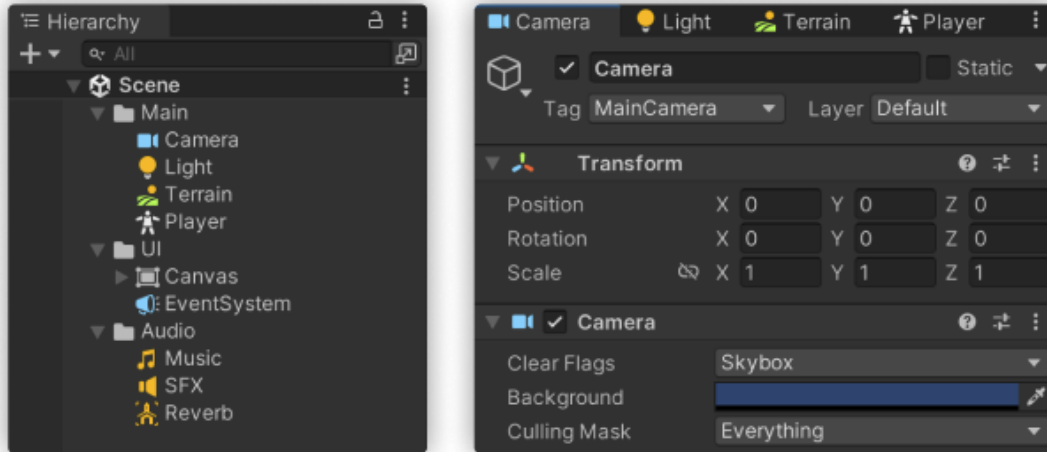 Hierarchy
All
Scene
Main
Camera
Light
Terrain
Player
UI
Canvas
EventSystem
Audio
Music
SFX
Reverb
Camera Light Terrain Player
Camera Static
Tag MainCamera Layer Default
Transform
Position X 0 Y 0 Z 0
Rotation X 0 Y 0 Z 0
Scale X 1 Y 1 Z 1
Camera
Clear Flags Skybox
Background
Culling Mask Everything